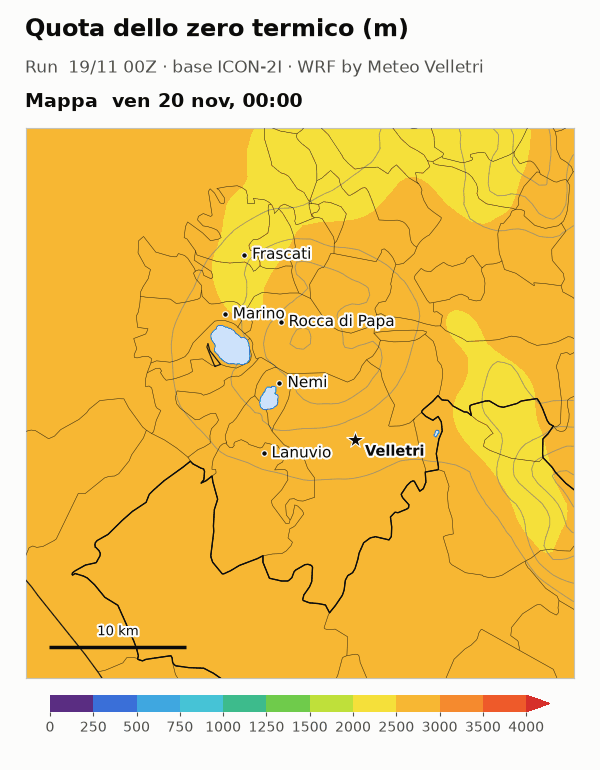 Quota dello zero termico (m)
Run  19/11 00Z · base ICON-2I · WRF by Meteo Velletri
Mappa  ven 20 nov, 00:00
Frascati
Marino
Rocca di Papa
Nemi
Velletri
Lanuvio
10 km
0 250 500 750 1000 1250 1500 2000 2500 3000 3500 4000